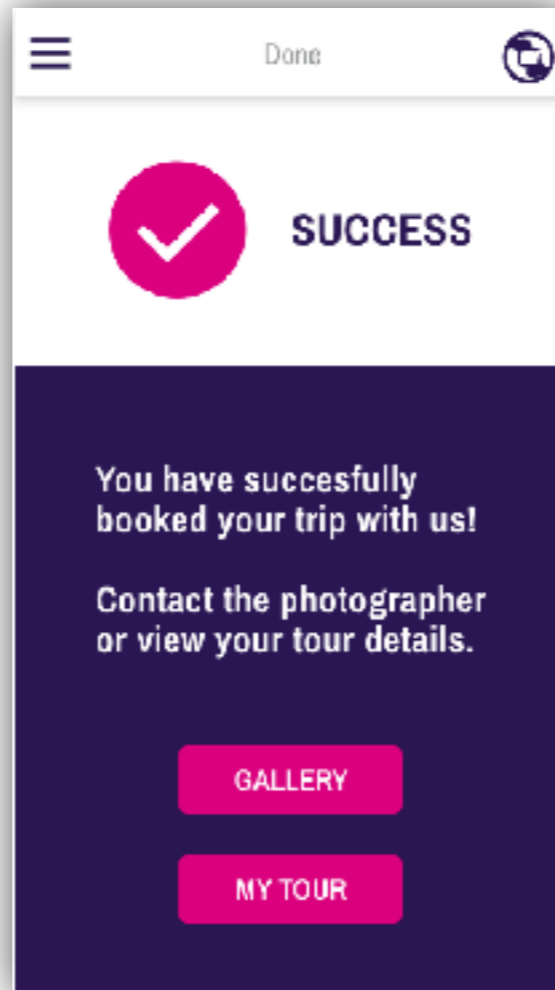 Done
SUCCESS
You have succesfully
booked your trip with us!
Contact the photographer
or view your tour details.
GALLERY
MY TOUR